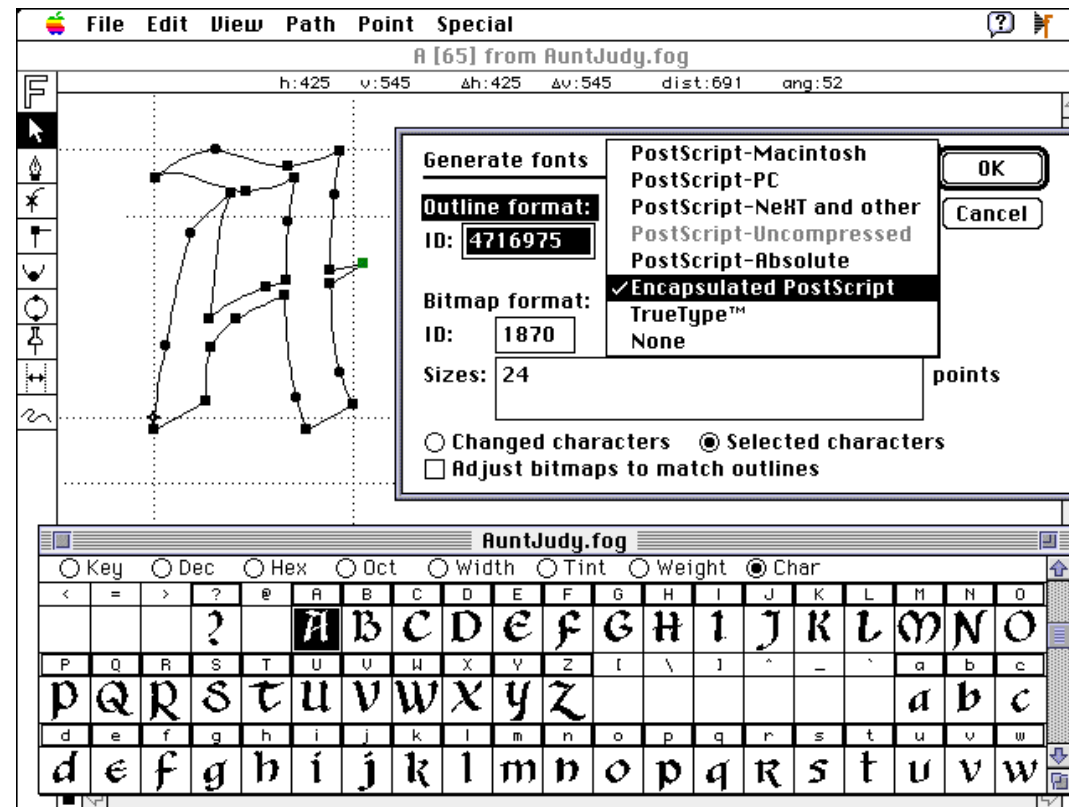 File Edit View Path Point Special
A [65] from AuntJudy.fog
h:425 v:545 Δh:425 Δv:545 dist:691 ang:52
Generate fonts
PostScript-Macintosh
PostScript-PC
PostScript-NeXT and other
PostScript-Uncompressed
PostScript-Absolute
✓Encapsulated PostScript
TrueType™
None
OK
Cancel
Outline format:
ID: 4716975
Bitmap format:
ID: 1870
Sizes: 24 points
Changed characters Selected characters
Adjust bitmaps to match outlines
AuntJudy.fog
Key Dec Hex Oct Width Tint Weight Char
< = > ? @ A B C D E F G H I J K L M N O
? A B C D E F G H I J K L M N O
P Q R S T U V W X Y Z [ \ ] ^ _ ` a b c
P Q R S T U V W X Y Z a b c
d e f g h i j k l m n o p q r s t u v w
d e f g h i j k l m n o p q r s t u v w